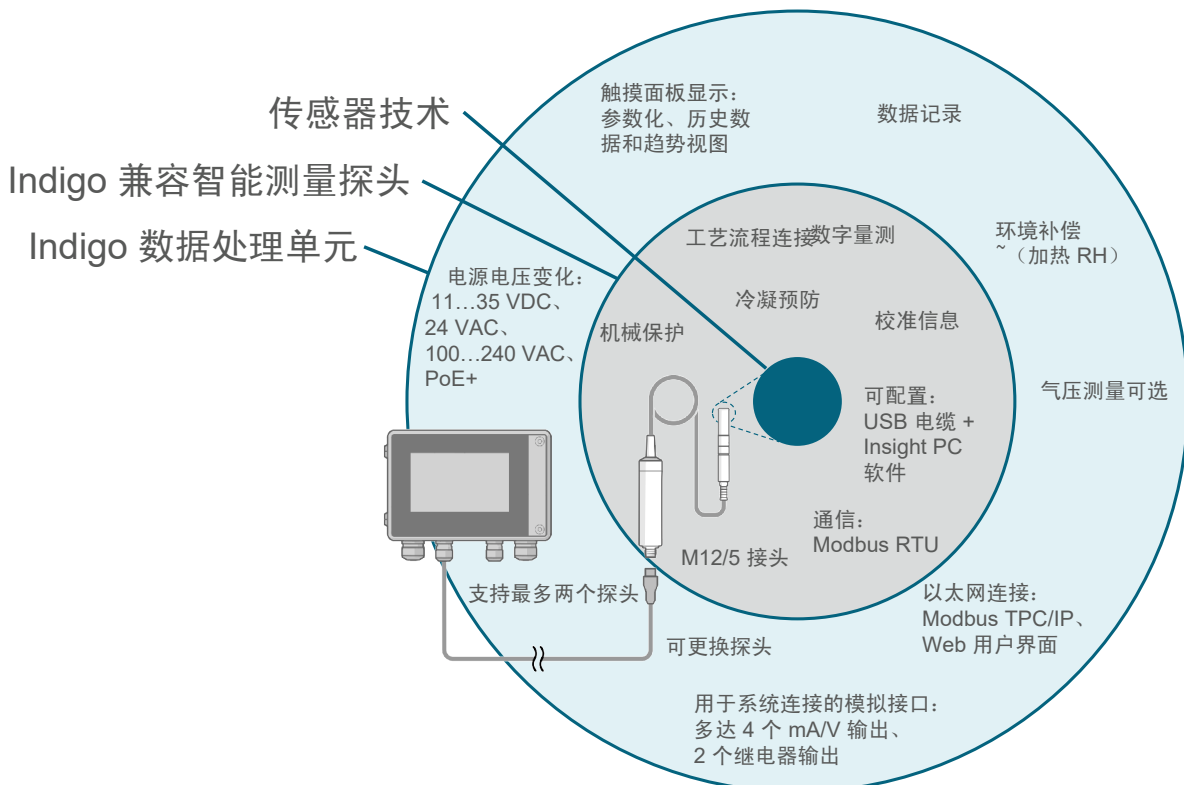 传感器技术
Indigo 兼容智能测量探头
Indigo 数据处理单元
触摸面板显示：
参数化、历史数
据和趋势视图
数据记录
环境补偿
~（加热 RH）
气压测量可选
以太网连接：
Modbus TPC/IP、
Web 用户界面
用于系统连接的模拟接口：
多达 4 个 mA/V 输出、
2 个继电器输出
可更换探头
支持最多两个探头
电源电压变化：
11…35 VDC、
24 VAC、
100…240 VAC、
PoE+
工艺流程连接
数字量测
冷凝预防
机械保护
校准信息
可配置：
USB 电缆 +
Insight PC
软件
通信：
Modbus RTU
M12/5 接头